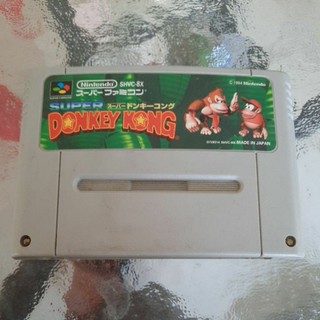 Nintendo SHVC-8X
スーパーファミコン
SUPER スーパードンキーコング
DONKEY KONG
© 1994 Nintendo
MADE IN JAPAN